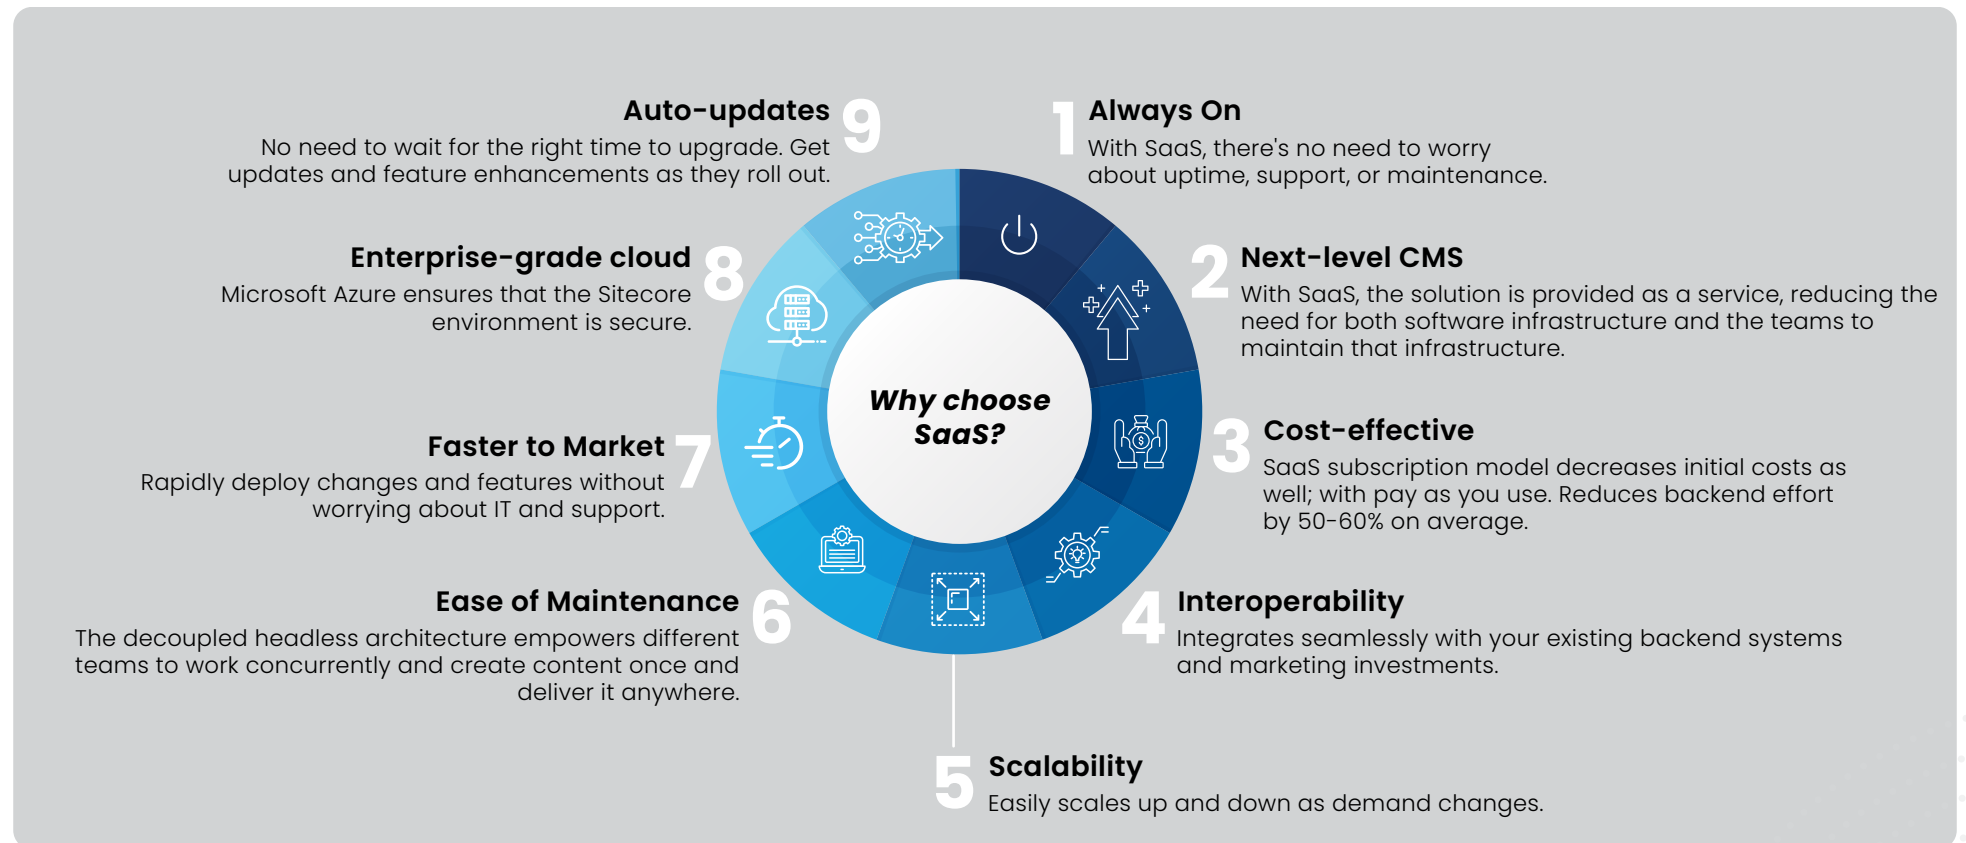 Why choose
SaaS?
1
Always On
With SaaS, there's no need to worry
about uptime, support, or maintenance.
2
Next-level CMS
With SaaS, the solution is provided as a service, reducing the
need for both software infrastructure and the teams to
maintain that infrastructure.
3
Cost-effective
SaaS subscription model decreases initial costs as
well; with pay as you use. Reduces backend effort
by 50-60% on average.
4
Interoperability
Integrates seamlessly with your existing backend systems
and marketing investments.
5
Scalability
Easily scales up and down as demand changes.
6
Ease of Maintenance
The decoupled headless architecture empowers different
teams to work concurrently and create content once and
deliver it anywhere.
7
Faster to Market
Rapidly deploy changes and features without
worrying about IT and support.
8
Enterprise-grade cloud
Microsoft Azure ensures that the Sitecore
environment is secure.
9
Auto-updates
No need to wait for the right time to upgrade. Get
updates and feature enhancements as they roll out.